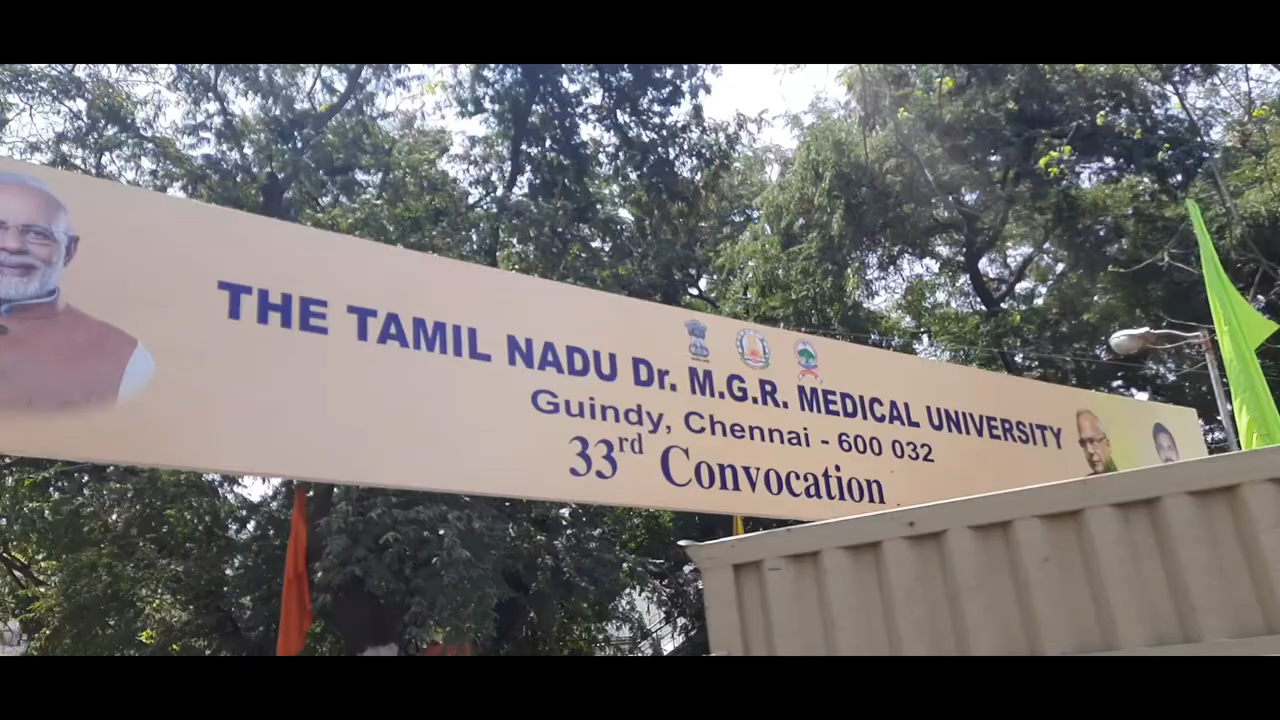 THE TAMIL NADU Dr. M.G.R. MEDICAL UNIVERSITY
Guindy, Chennai - 600 032
33rd Convocation